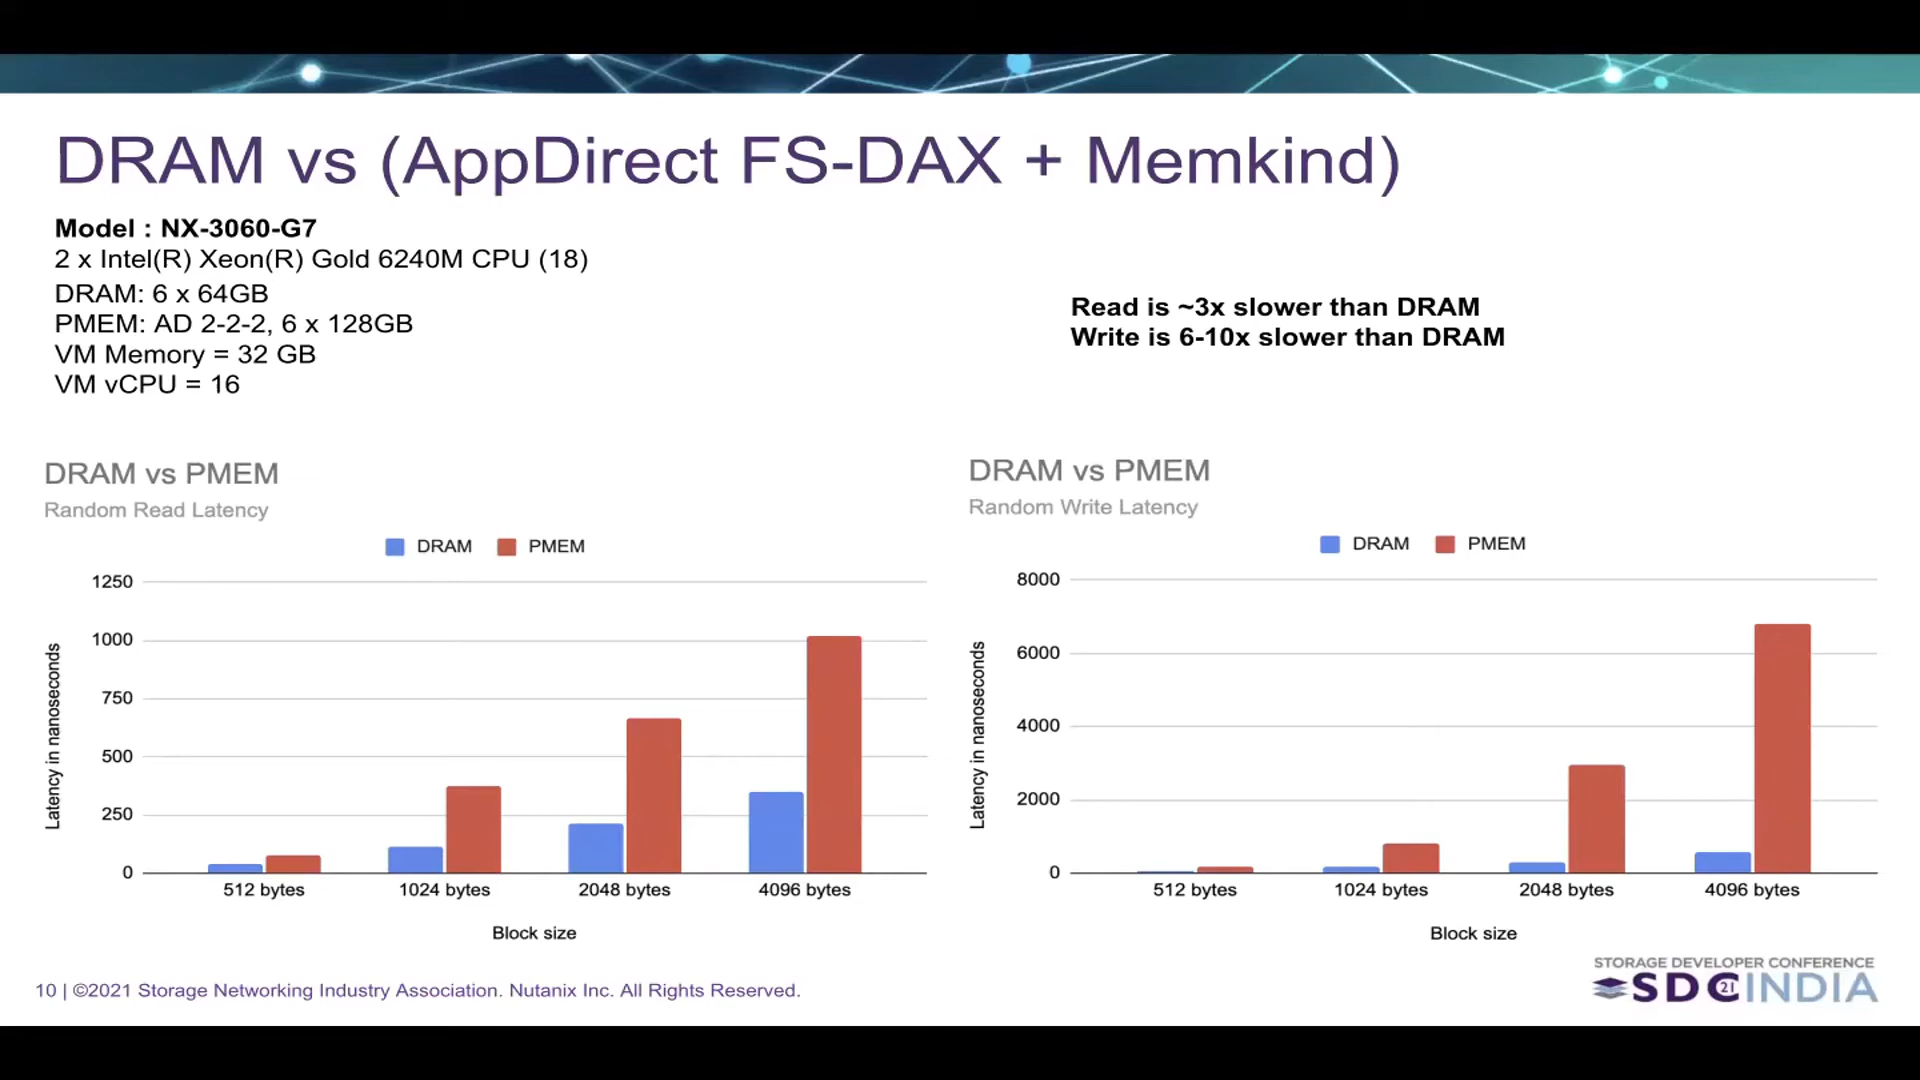 DRAM vs (AppDirect FS-DAX + Memkind)
Model : NX-3060-G7
2 x Intel(R) Xeon(R) Gold 6240M CPU (18)
DRAM: 6 x 64GB
PMEM: AD 2-2-2, 6 x 128GB
VM Memory = 32 GB
VM vCPU = 16
Read is ~3x slower than DRAM
Write is 6-10x slower than DRAM
DRAM vs PMEM
Random Read Latency
DRAM PMEM
1250
1000
750
500
250
0
Latency in nanoseconds
512 bytes 1024 bytes 2048 bytes 4096 bytes
Block size
DRAM vs PMEM
Random Write Latency
DRAM PMEM
8000
6000
4000
2000
0
Latency in nanoseconds
512 bytes 1024 bytes 2048 bytes 4096 bytes
Block size
10 | ©2021 Storage Networking Industry Association. Nutanix Inc. All Rights Reserved.
STORAGE DEVELOPER CONFERENCE
SDC 21 INDIA